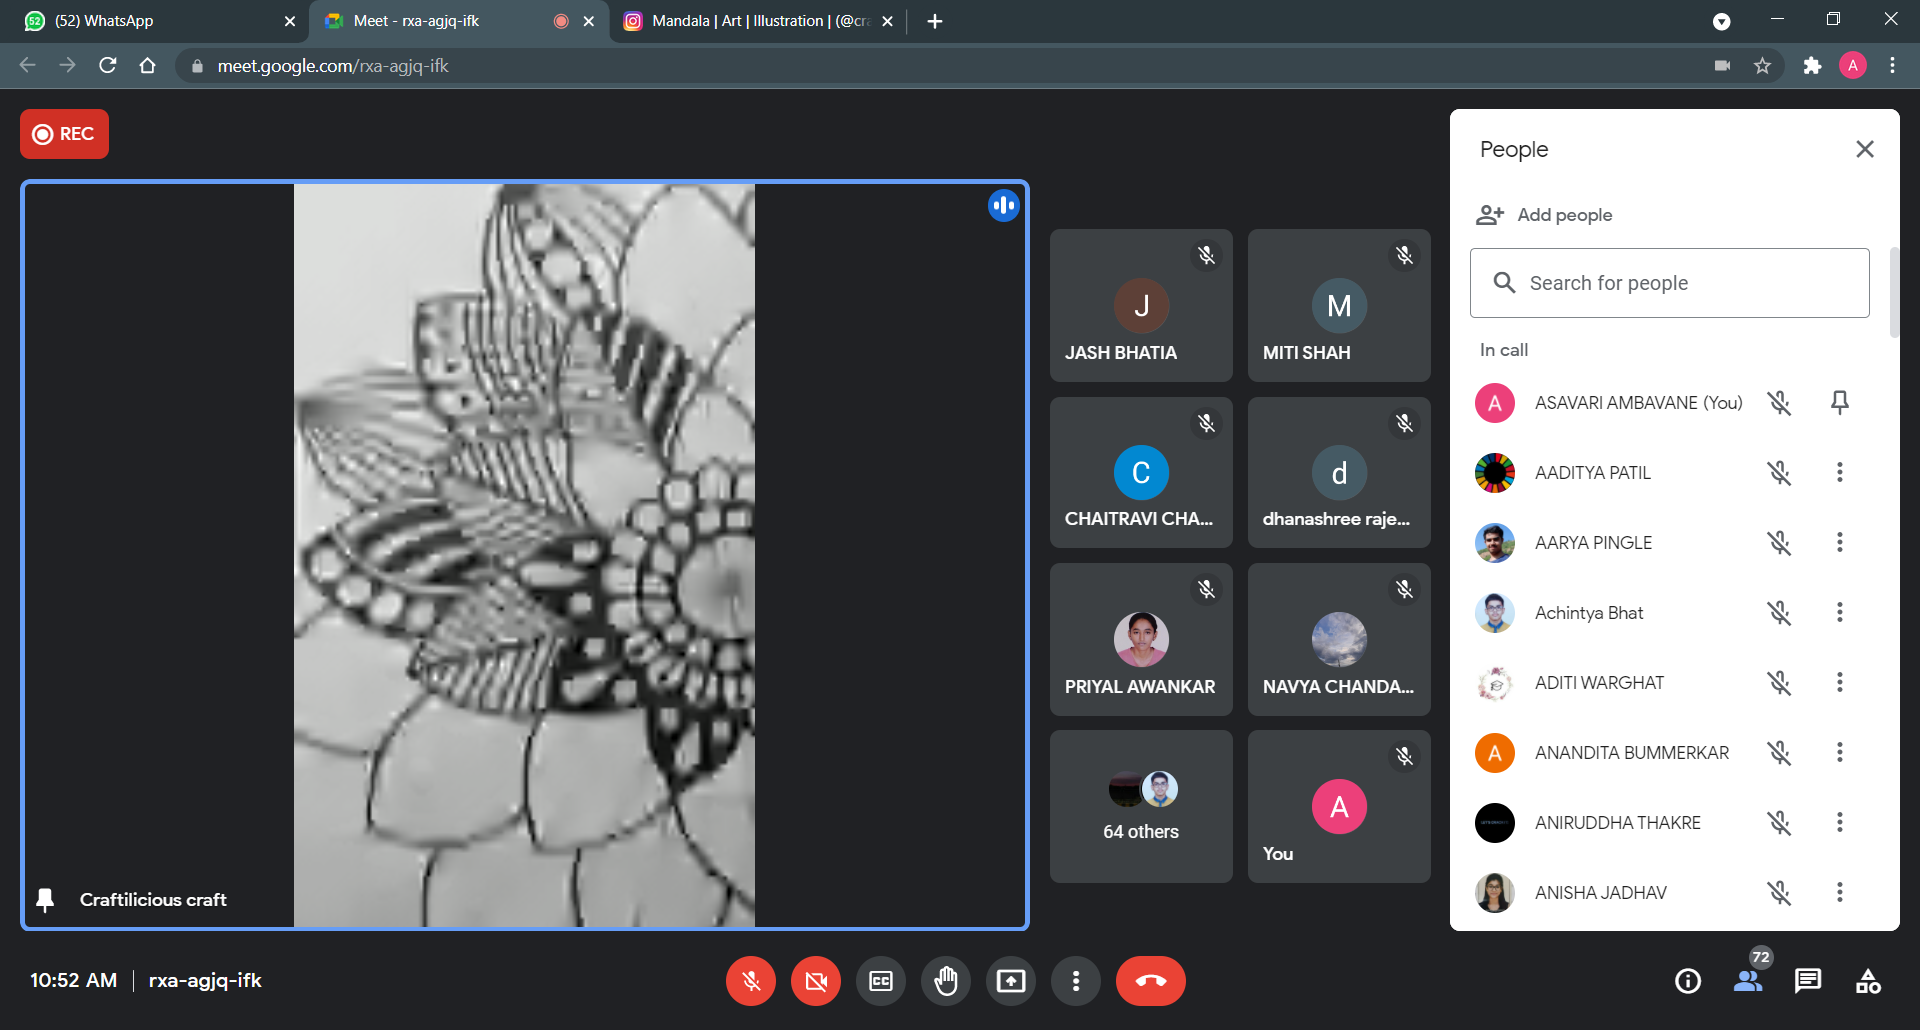 52
(52) WhatsApp
Meet - rxa-agjq-ifk
Mandala | Art | Illustration | (@cra
meet.google.com/rxa-agjq-ifk
A
REC
Craftilicious craft
J
JASH BHATIA
M
MITI SHAH
C
CHAITRAVI CHA...
d
dhanashree raje...
PRIYAL AWANKAR
NAVYA CHANDA...
64 others
A
You
People
Add people
Search for people
In call
A
ASAVARI AMBAVANE (You)
AADITYA PATIL
AARYA PINGLE
Achintya Bhat
ADITI WARGHAT
A
ANANDITA BUMMERKAR
ANIRUDDHA THAKRE
ANISHA JADHAV
10:52 AM | rxa-agjq-ifk
CC
72